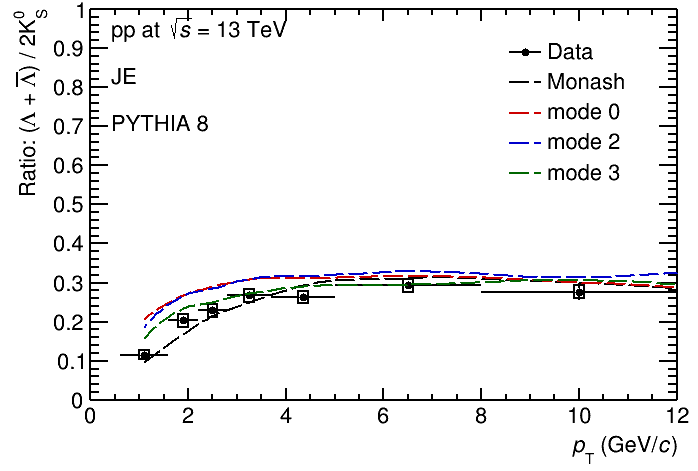 Ratio: (Λ + Λ̅) / 2K⁰_S
pp at √s = 13 TeV
JE
PYTHIA 8
Data
Monash
mode 0
mode 2
mode 3
1
0.9
0.8
0.7
0.6
0.5
0.4
0.3
0.2
0.1
0
0 2 4 6 8 10 12
p_T (GeV/c)